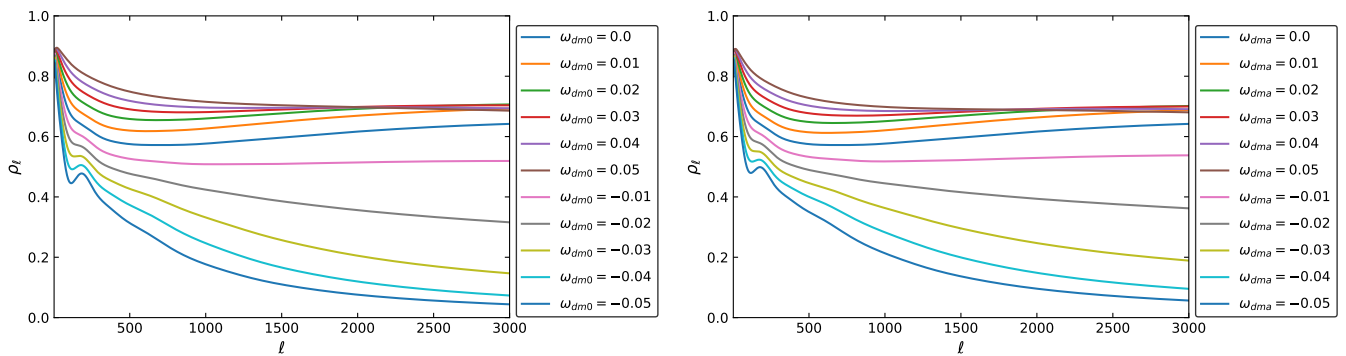 1.0
0.8
0.6
0.4
0.2
0.0
ρℓ
500
1000
1500
2000
2500
3000
ℓ
ω_dm0 = 0.0
ω_dm0 = 0.01
ω_dm0 = 0.02
ω_dm0 = 0.03
ω_dm0 = 0.04
ω_dm0 = 0.05
ω_dm0 = −0.01
ω_dm0 = −0.02
ω_dm0 = −0.03
ω_dm0 = −0.04
ω_dm0 = −0.05
1.0
0.8
0.6
0.4
0.2
0.0
ρℓ
500
1000
1500
2000
2500
3000
ℓ
ω_dma = 0.0
ω_dma = 0.01
ω_dma = 0.02
ω_dma = 0.03
ω_dma = 0.04
ω_dma = 0.05
ω_dma = −0.01
ω_dma = −0.02
ω_dma = −0.03
ω_dma = −0.04
ω_dma = −0.05